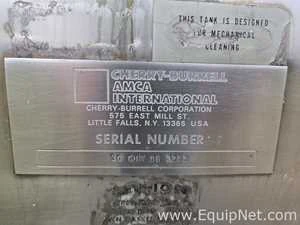 THIS TANK IS DESIGNED
FOR MECHANICAL
CLEANING
CHERRY-BURRELL
AMCA
INTERNATIONAL
CHERRY-BURRELL CORPORATION
575 EAST MILL ST.
LITTLE FALLS, N.Y. 13365 USA
SERIAL NUMBER
www.EquipNet.com